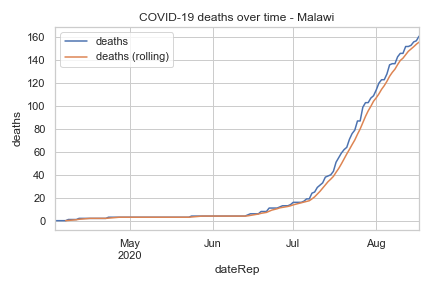 COVID-19 deaths over time - Malawi
deaths
deaths (rolling)
160
140
120
100
80
60
40
20
0
deaths
May
2020
Jun
Jul
Aug
dateRep